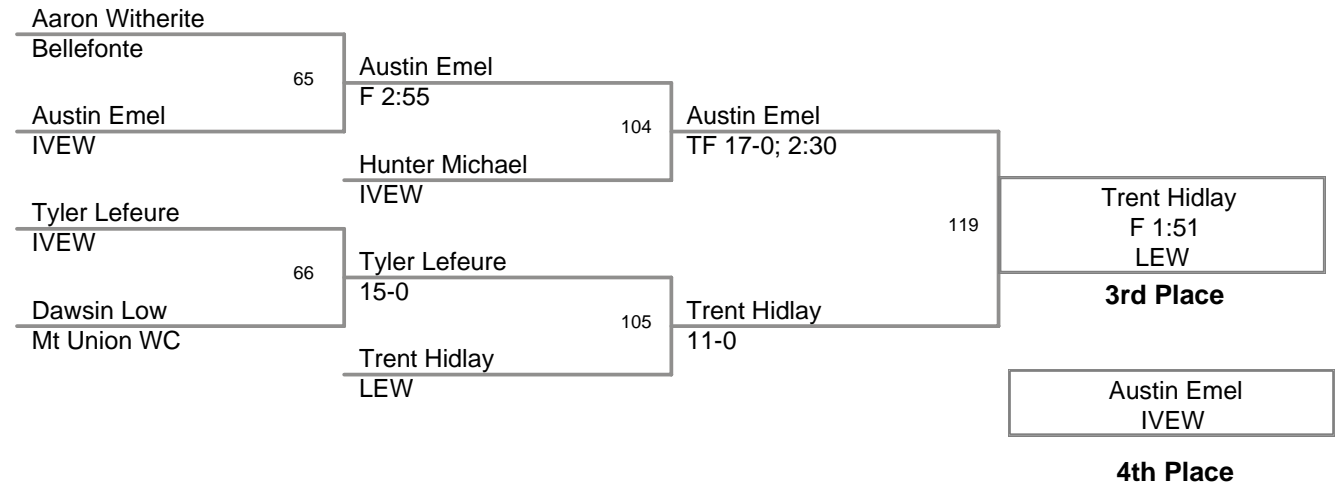 Aaron Witherite
Bellefonte
65
Austin Emel
F 2:55
Austin Emel
IVEW
104
Austin Emel
TF 17-0; 2:30
Hunter Michael
IVEW
Tyler Lefeure
IVEW
119
Trent Hidlay
F 1:51
LEW
3rd Place
66
Tyler Lefeure
15-0
Dawsin Low
Mt Union WC
105
Trent Hidlay
11-0
Trent Hidlay
LEW
Austin Emel
IVEW
4th Place